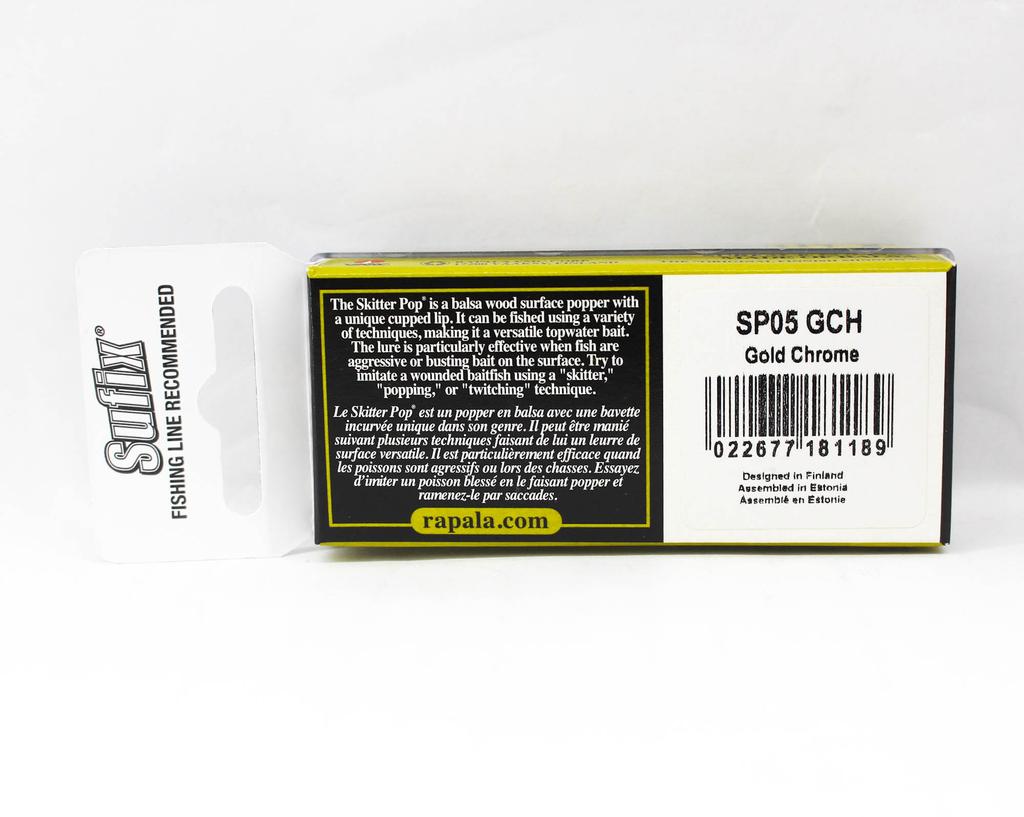 Sufix®
FISHING LINE RECOMMENDED
The Skitter Pop® is a balsa wood surface popper with
a unique cupped lip. It can be fished using a variety
of techniques, making it a versatile topwater bait.
The lure is particularly effective when fish are
aggressive or busting bait on the surface. Try to
imitate a wounded baitfish using a "skitter,"
"popping," or "twitching" technique.
Le Skitter Pop® est un popper en balsa avec une bavette
incurvée unique dans son genre. Il peut être manié
suivant plusieurs techniques faisant de lui un leurre de
surface versatile. Il est particulièrement efficace quand
les poissons sont agressifs ou lors des chasses. Essayez
d'imiter un poisson blessé en le faisant popper et
ramenez-le par saccades.
rapala.com
SP05 GCH
Gold Chrome
022677 181189
Designed in Finland
Assembled in Estonia
Assemblé en Estonie